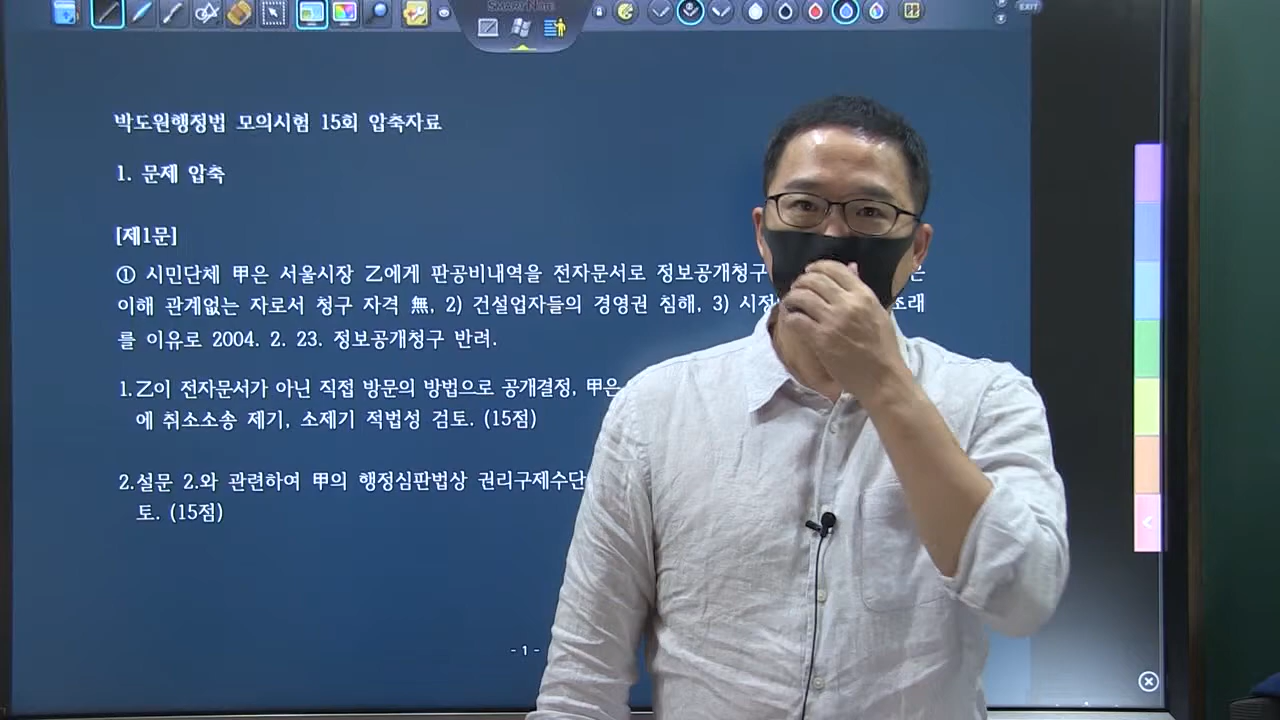 SMART NOTE
EXIT
박도원행정법 모의시험 15회 압축자료
1. 문제 압축
[제1문]
① 시민단체 甲은 서울시장 乙에게 판공비내역을 전자문서로 정보공개청구
이해 관계없는 자로서 청구 자격 無, 2) 건설업자들의 경영권 침해, 3) 시정 초래
를 이유로 2004. 2. 23. 정보공개청구 반려.
1.乙이 전자문서가 아닌 직접 방문의 방법으로 공개결정, 甲은
에 취소소송 제기, 소제기 적법성 검토. (15점)
2.설문 2.와 관련하여 甲의 행정심판법상 권리구제수단
토. (15점)
- 1 -